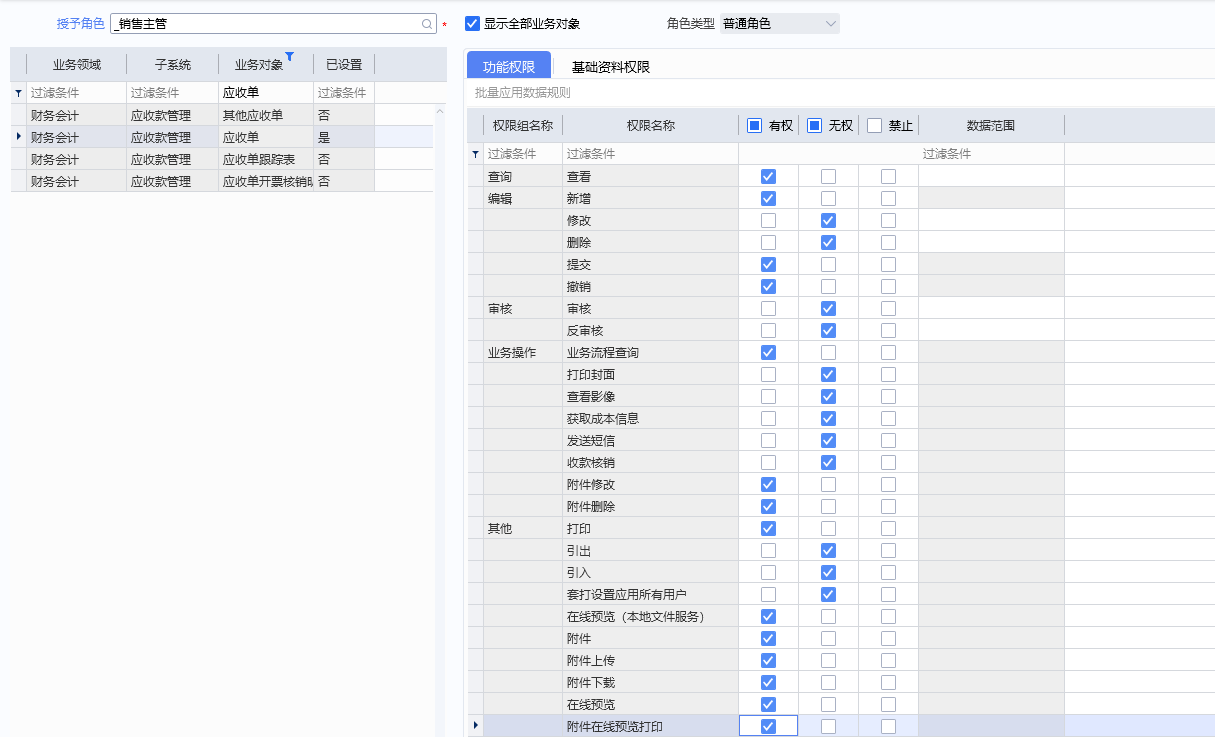 授予角色 _销售主管 * 显示全部业务对象 角色类型 普通角色
业务领域 子系统 业务对象 已设置
过滤条件 过滤条件 应收单 过滤条件
财务会计 应收款管理 其他应收单 否
财务会计 应收款管理 应收单 是
财务会计 应收款管理 应收单跟踪表 否
财务会计 应收款管理 应收单开票核销 否
功能权限 基础资料权限
批量应用数据规则
权限组名称 权限名称 有权 无权 禁止 数据范围
过滤条件 过滤条件 过滤条件
查询 查看
编辑 新增
修改
删除
提交
撤销
审核 审核
反审核
业务操作 业务流程查询
打印封面
查看影像
获取成本信息
发送短信
收款核销
附件修改
附件删除
其他 打印
引出
引入
套打设置应用所有用户
在线预览（本地文件服务）
附件
附件上传
附件下载
在线预览
附件在线预览打印